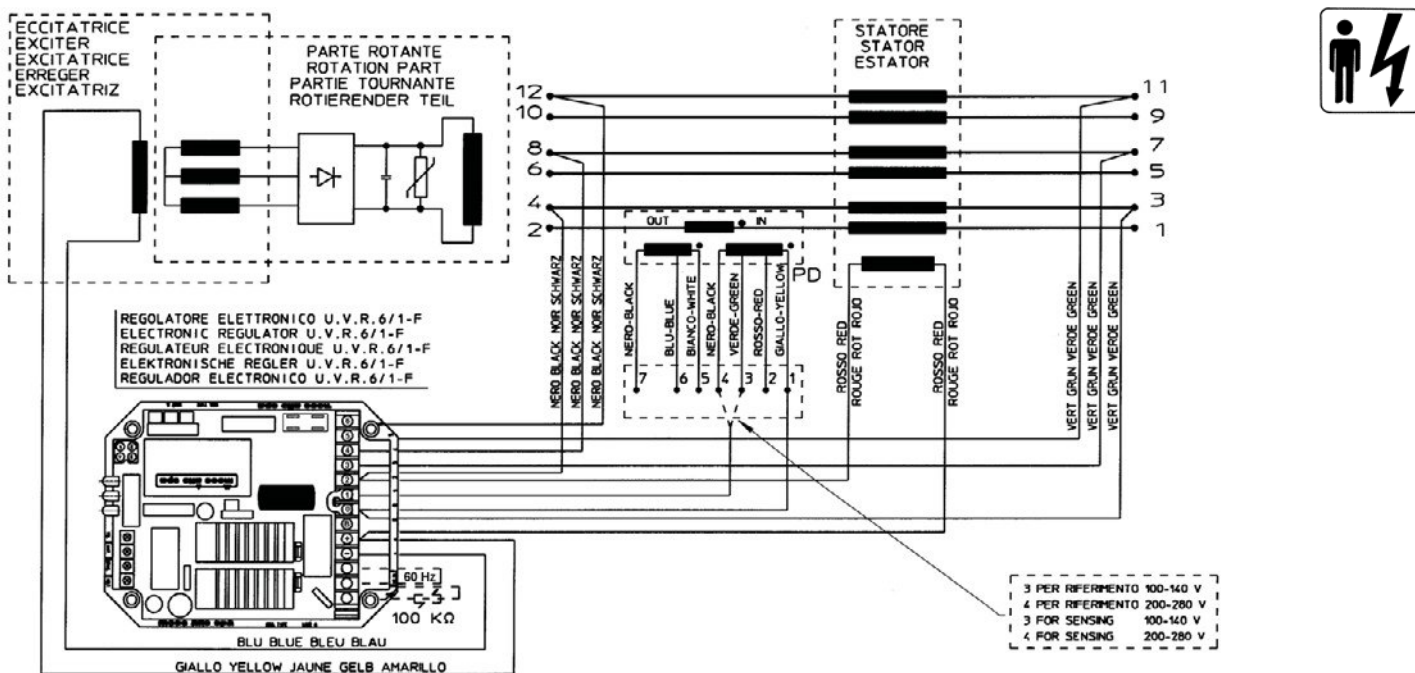 ECCITATRICE
EXCITER
EXCITATRICE
ERREGER
EXCITATRIZ
PARTE ROTANTE
ROTATION PART
PARTIE TOURNANTE
ROTIERENDER TEIL
STATORE
STATOR
ESTATOR
12
10
8
6
4
2
11
9
7
5
3
1
OUT
IN
PD
NERO BLACK NOIR SCHWARZ
NERO BLACK NOIR SCHWARZ
NERO BLACK NOIR SCHWARZ
NERO-BLACK
BLU-BLUE
BIANCO-WHITE
NERO-BLACK
VERDE-GREEN
ROSSO-RED
GIALLO-YELLOW
7
6
5
4
3
2
1
ROSSO RED
ROUGE ROT ROJO
ROSSO RED
ROUGE ROT ROJO
VERT GRUN VERDE GREEN
VERT GRUN VERDE GREEN
VERT GRUN VERDE GREEN
REGOLATORE ELETTRONICO U.V.R.6/1-F
ELECTRONIC REGULATOR U.V.R.6/1-F
REGULATEUR ELECTRONIQUE U.V.R.6/1-F
ELEKTRONISCHE REGLER U.V.R.6/1-F
REGULADOR ELECTRONICO U.V.R.6/1-F
60 Hz
100 KΩ
BLU BLUE BLEU BLAU
GIALLO YELLOW JAUNE GELB AMARILLO
3 PER RIFERIMENTO 100-140 V
4 PER RIFERIMENTO 200-280 V
3 FOR SENSING 100-140 V
4 FOR SENSING 200-280 V